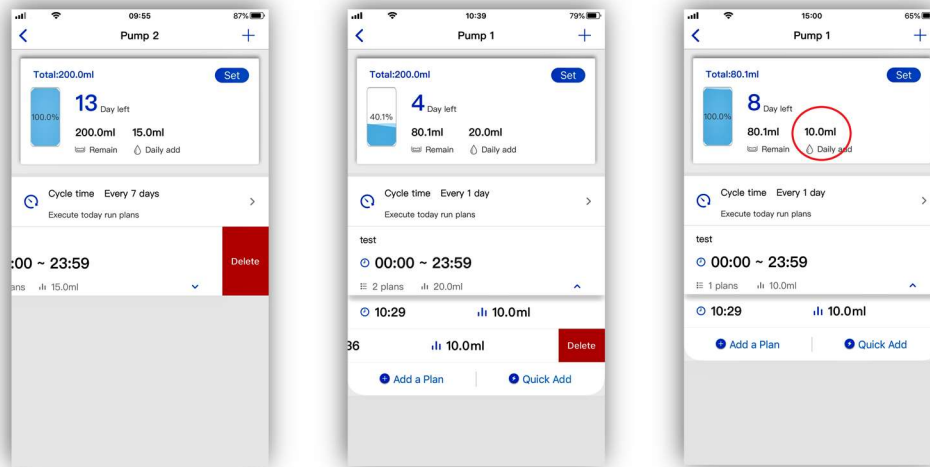 09:55
87%
Pump 2
Total:200.0ml
Set
100.0%
13 Day left
200.0ml 15.0ml
Remain Daily add
Cycle time Every 7 days
Execute today run plans
:00 ~ 23:59
Delete
ans 15.0ml
10:39
79%
Pump 1
Total:200.0ml
Set
40.1%
4 Day left
80.1ml 20.0ml
Remain Daily add
Cycle time Every 1 day
Execute today run plans
test
00:00 ~ 23:59
2 plans 20.0ml
10:29 10.0ml
36 10.0ml Delete
Add a Plan Quick Add
15:00
65%
Pump 1
Total:80.1ml
Set
100.0%
8 Day left
80.1ml 10.0ml
Remain Daily add
Cycle time Every 1 day
Execute today run plans
test
00:00 ~ 23:59
1 plans 10.0ml
10:29 10.0ml
Add a Plan Quick Add